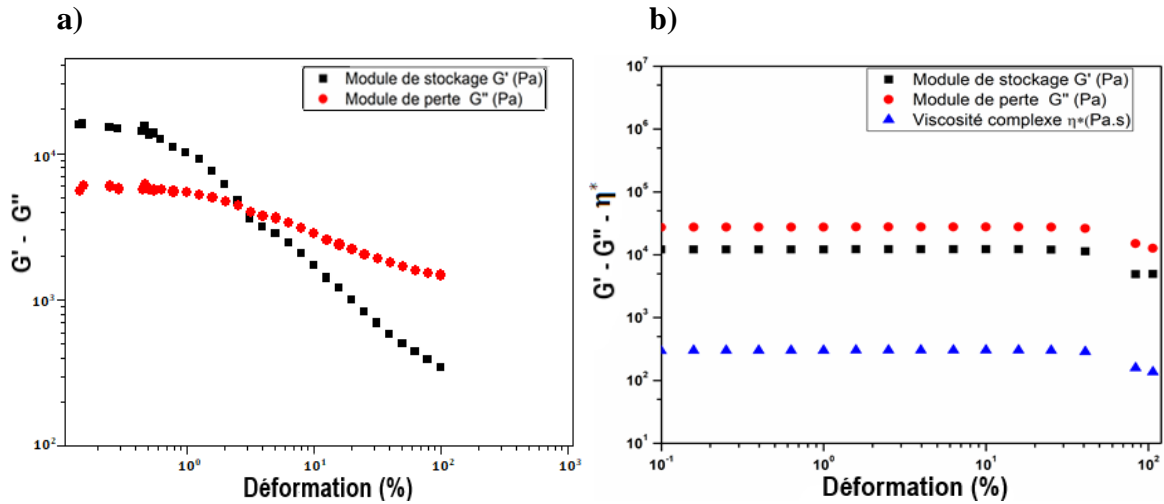 a)
Module de stockage G' (Pa)
Module de perte G" (Pa)
10⁴
10³
10²
G' - G"
10⁰ 10¹ 10² 10³
Déformation (%)
b)
Module de stockage G' (Pa)
Module de perte G" (Pa)
Viscosité complexe η*(Pa.s)
10⁷
10⁶
10⁵
10⁴
10³
10²
10¹
G' - G" - η*
10⁻¹ 10⁰ 10¹ 10²
Déformation (%)